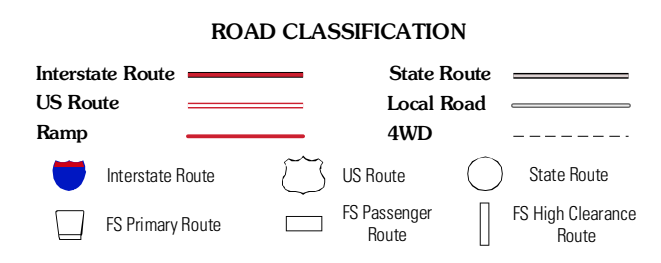 ROAD CLASSIFICATION
Interstate Route
State Route
US Route
Local Road
Ramp
4WD
Interstate Route
US Route
State Route
FS Primary Route
FS Passenger
Route
FS High Clearance
Route